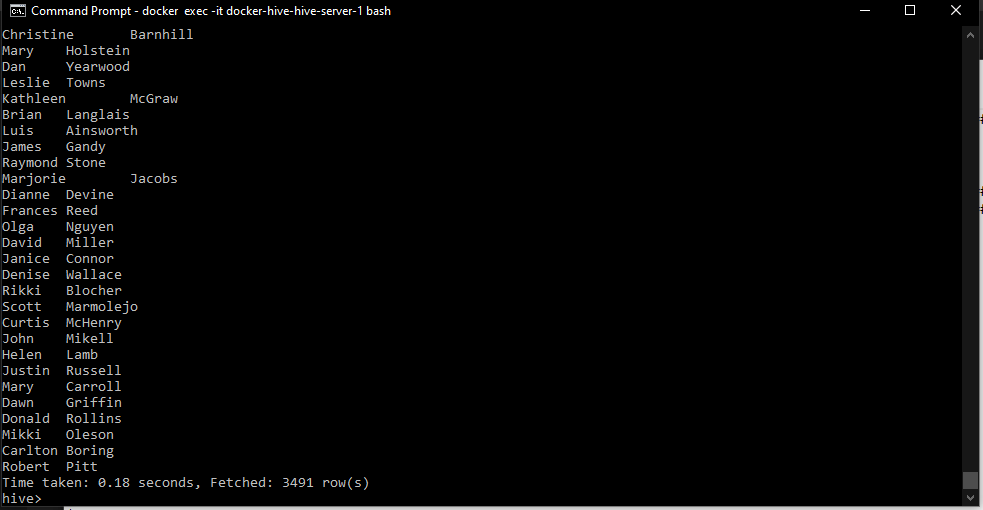 Command Prompt - docker  exec -it docker-hive-hive-server-1 bash
Christine       Barnhill
Mary    Holstein
Dan     Yearwood
Leslie  Towns
Kathleen        McGraw
Brian   Langlais
Luis    Ainsworth
James   Gandy
Raymond Stone
Marjorie        Jacobs
Dianne  Devine
Frances Reed
Olga    Nguyen
David   Miller
Janice  Connor
Denise  Wallace
Rikki   Blocher
Scott   Marmolejo
Curtis  McHenry
John    Mikell
Helen   Lamb
Justin  Russell
Mary    Carroll
Dawn    Griffin
Donald  Rollins
Mikki   Oleson
Carlton Boring
Robert  Pitt
Time taken: 0.18 seconds, Fetched: 3491 row(s)
hive>